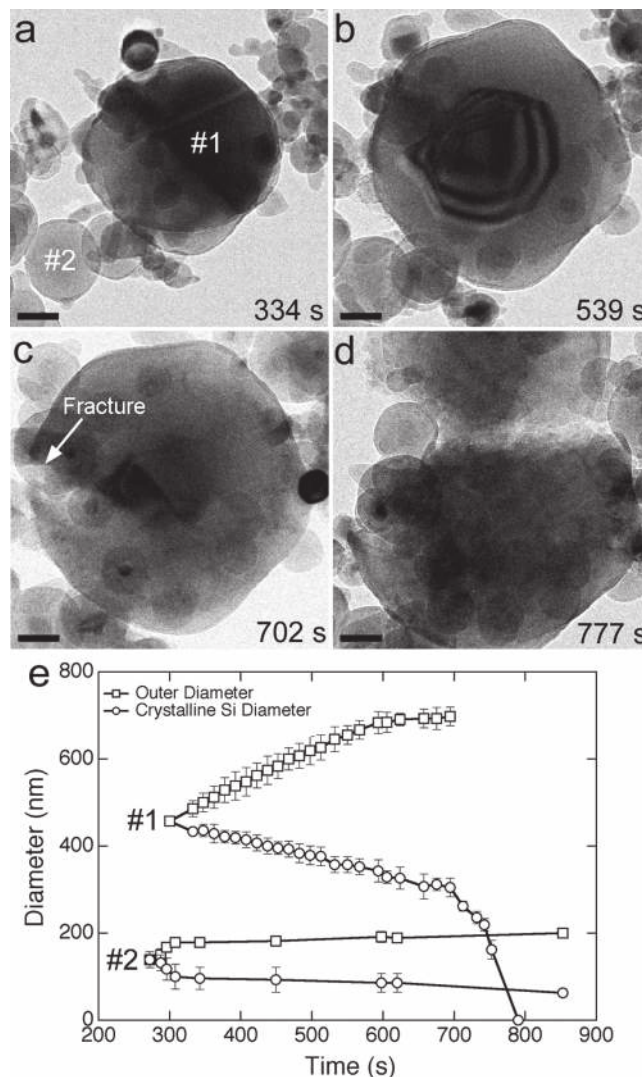 a
#1
#2
334 s
b
539 s
c
Fracture
702 s
d
777 s
e
800
600
400
200
0
Diameter (nm)
Outer Diameter
Crystalline Si Diameter
#1
#2
200 300 400 500 600 700 800 900
Time (s)